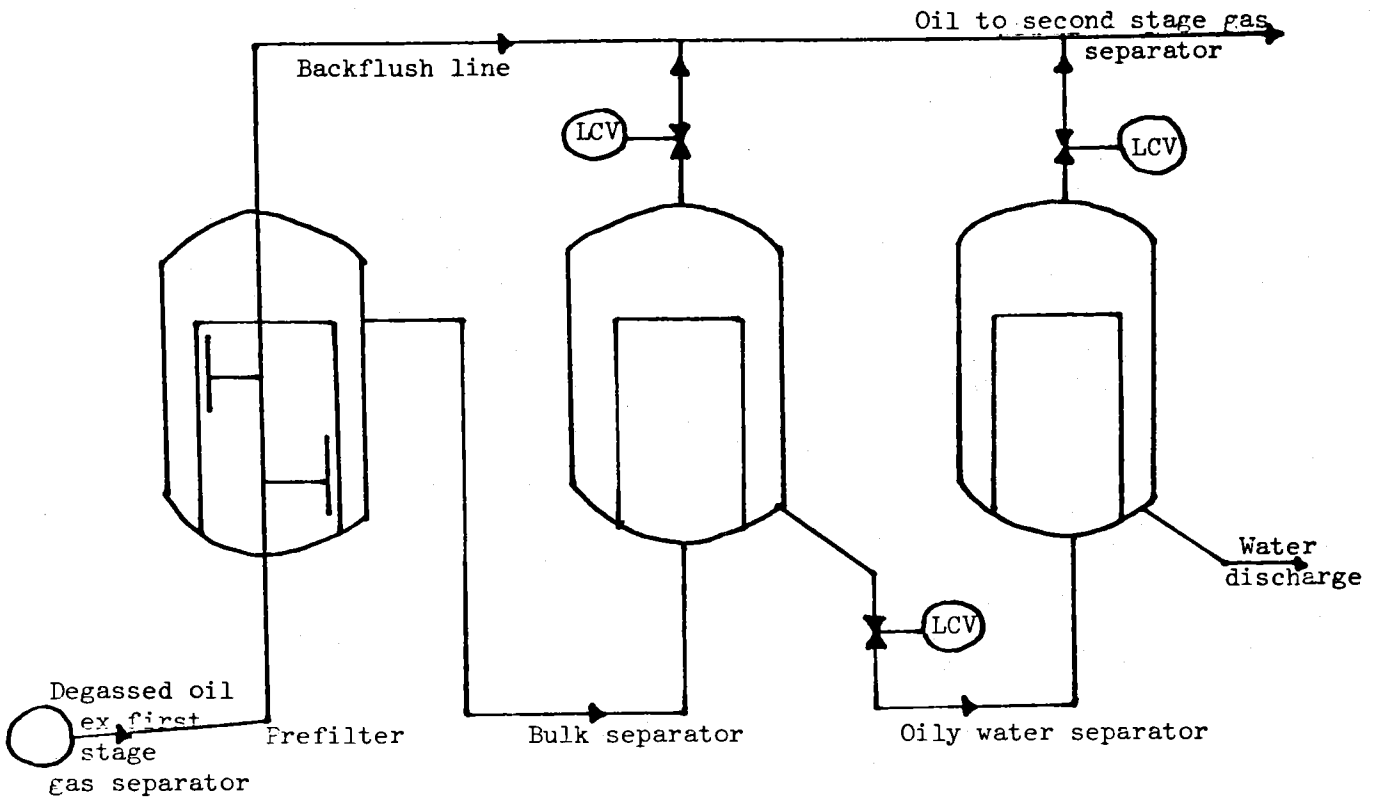 Oil to second stage gas
separator
Backflush line
LCV
LCV
LCV
Water
discharge
Degassed oil
ex first
stage
gas separator
Prefilter
Bulk separator
Oily water separator